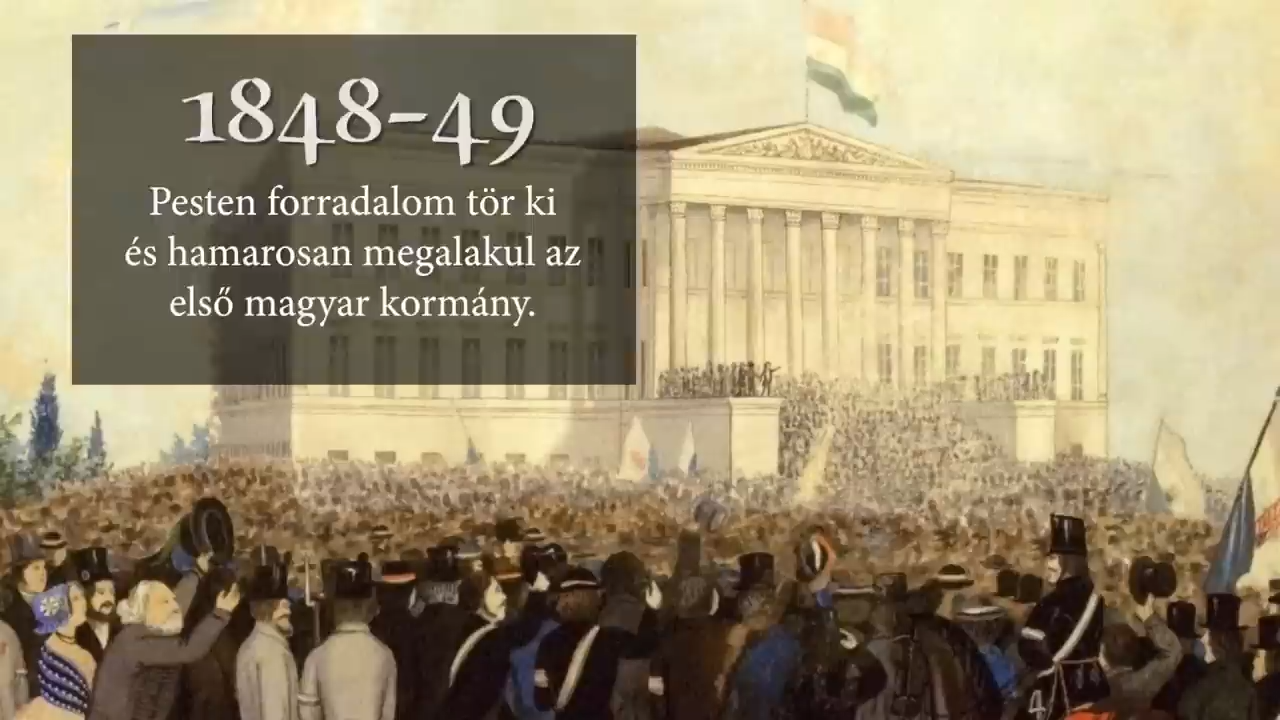 1848-49
Pesten forradalom tör ki
és hamarosan megalakul az
első magyar kormány.